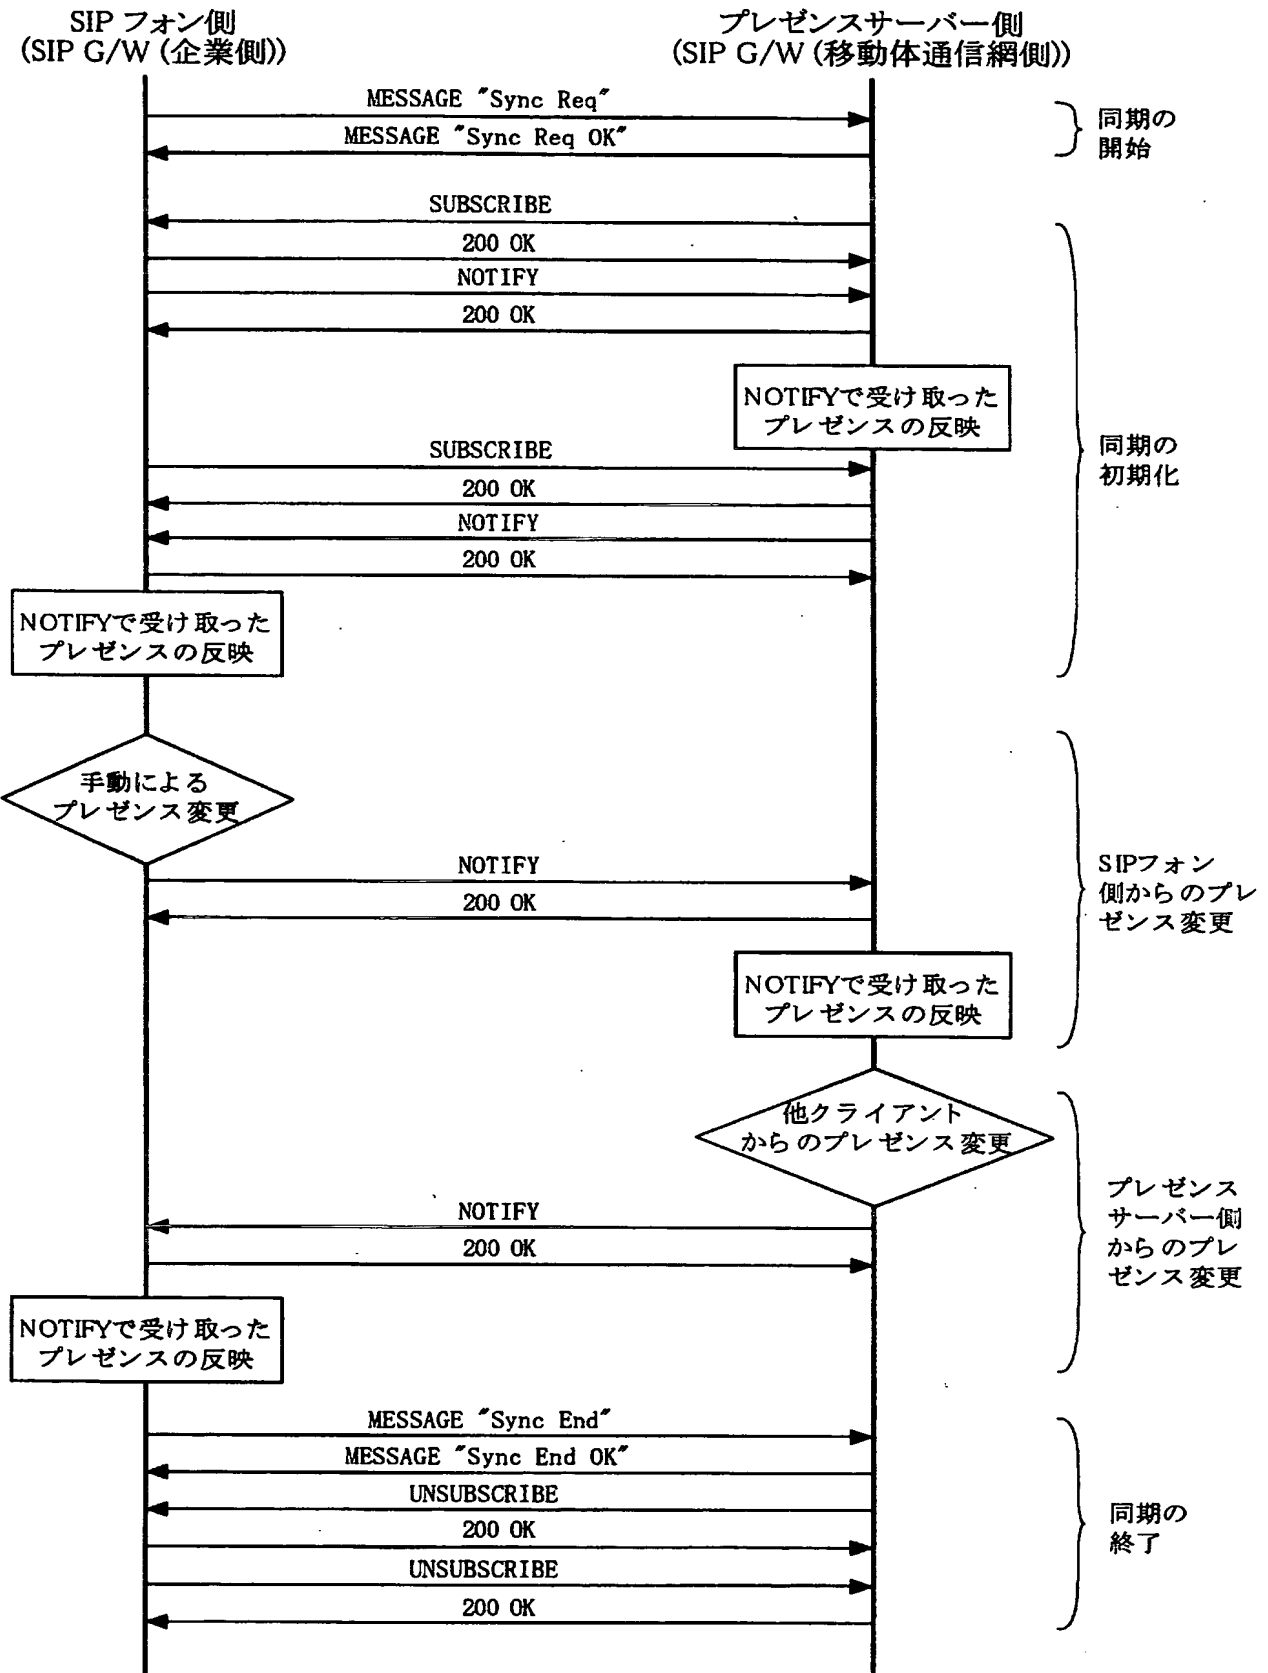 SIP フォン側
(SIP G/W (企業側))
プレゼンスサーバー側
(SIP G/W (移動体通信網側))
MESSAGE "Sync Req"
MESSAGE "Sync Req OK"
同期の
開始
SUBSCRIBE
200 OK
NOTIFY
200 OK
NOTIFYで受け取った
プレゼンスの反映
SUBSCRIBE
200 OK
NOTIFY
200 OK
NOTIFYで受け取った
プレゼンスの反映
同期の
初期化
手動による
プレゼンス変更
NOTIFY
200 OK
NOTIFYで受け取った
プレゼンスの反映
SIPフォン
側からのプレ
ゼンス変更
他クライアント
からのプレゼンス変更
NOTIFY
200 OK
NOTIFYで受け取った
プレゼンスの反映
プレゼンス
サーバー側
からのプレ
ゼンス変更
MESSAGE "Sync End"
MESSAGE "Sync End OK"
UNSUBSCRIBE
200 OK
UNSUBSCRIBE
200 OK
同期の
終了